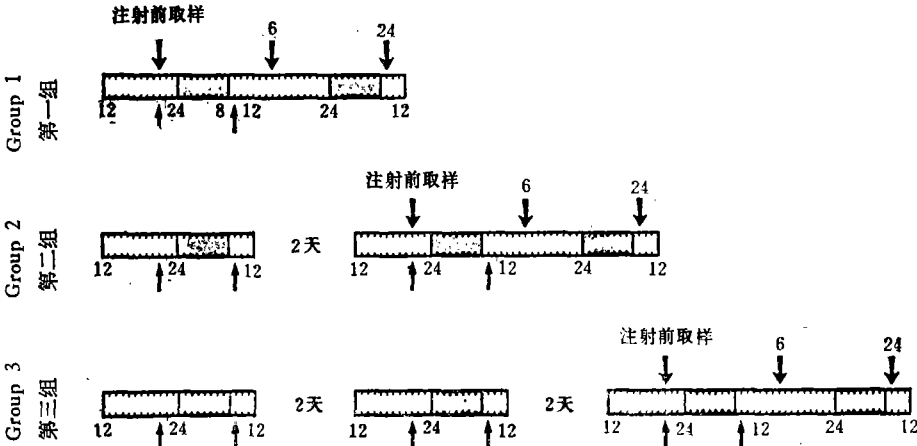 注射前取样 6 24
Group 1
第一组
12 24 8 12 24 12
注射前取样 6 24
Group 2
第二组
2天
12 24 12 12 24 12 24 12
注射前取样 6 24
Group 3
第三组
2天 2天
12 24 12 12 24 12 12 24 12 24 12